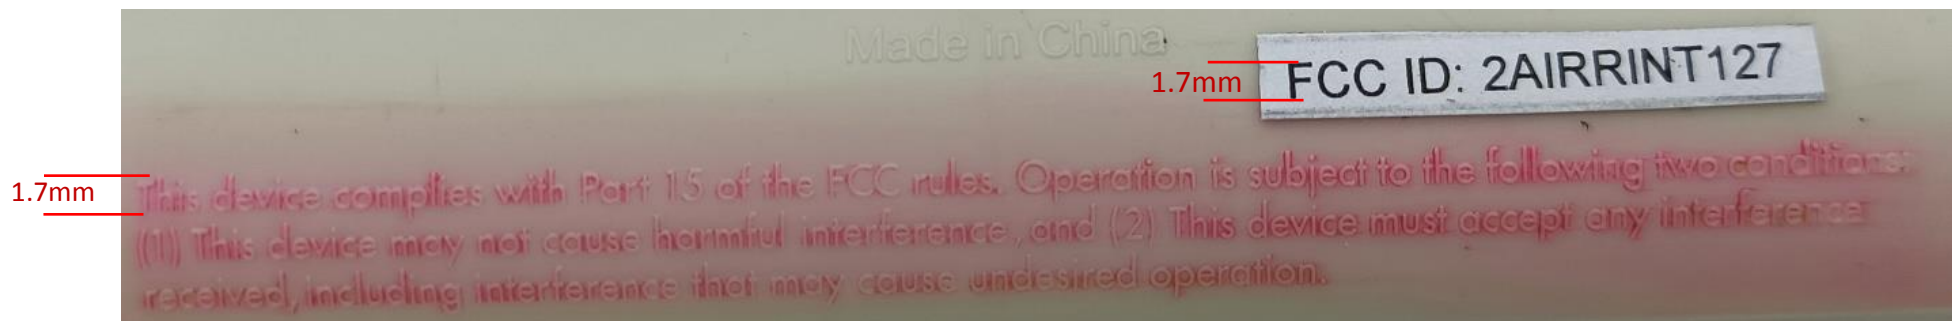 Made in China
1.7mm
FCC ID: 2AIRRINT127
1.7mm
This device complies with Part 15 of the FCC rules. Operation is subject to the following two conditions:
(1) This device may not cause harmful interference, and (2) This device must accept any interference
received, including interference that may cause undesired operation.